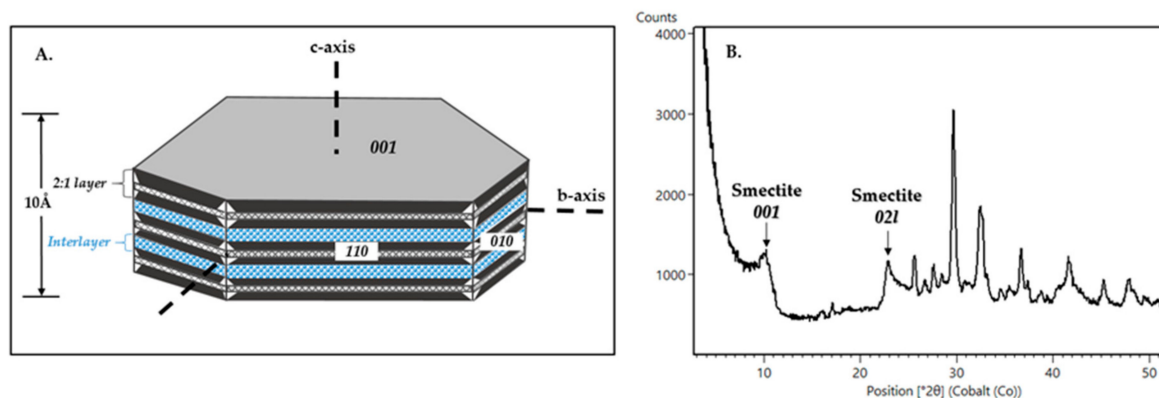 A.
c-axis
001
2:1 layer
10Å
b-axis
Interlayer
110
010
Counts
4000
B.
3000
Smectite
001
Smectite
02l
2000
1000
10
20
30
40
50
Position [°2θ] (Cobalt (Co))